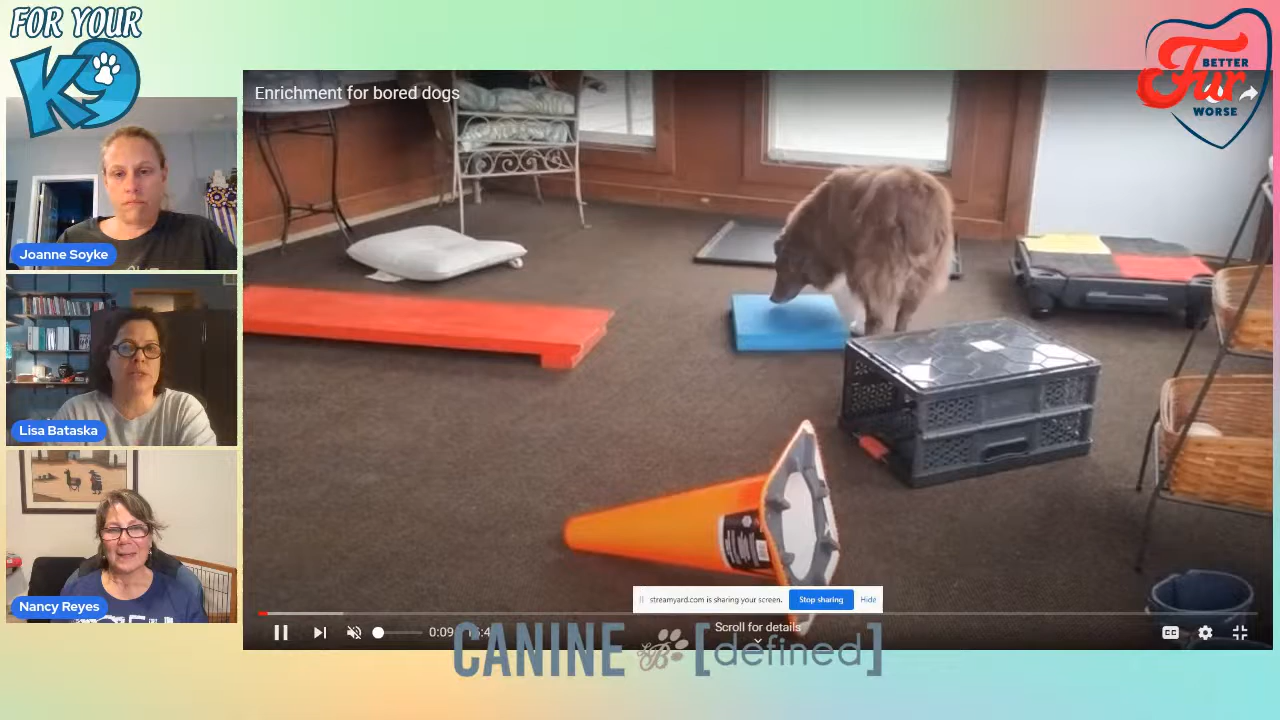 FOR YOUR
K9
BETTER
Fur
WORSE
Enrichment for bored dogs
Joanne Soyke
Lisa Bataska
Nancy Reyes
streamyard.com is sharing your screen.
Stop sharing
Hide
0:09
Scroll for details
CC
CANINE
[defined]